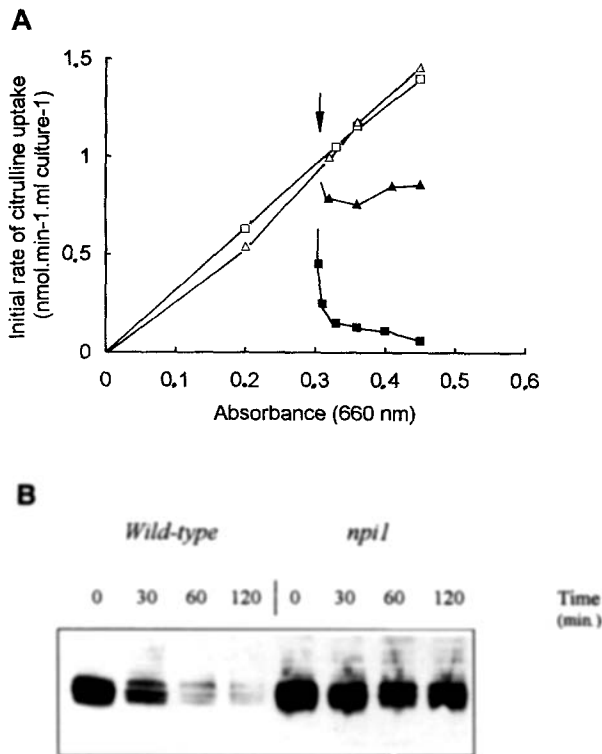 A
Initial rate of citrulline uptake
(nmol.min-1.ml culture-1)
1.5
1
0.5
0
0 0.1 0.2 0.3 0.4 0.5 0.6
Absorbance (660 nm)
B
Wild-type npi1
0 30 60 120 0 30 60 120 Time
(min.)